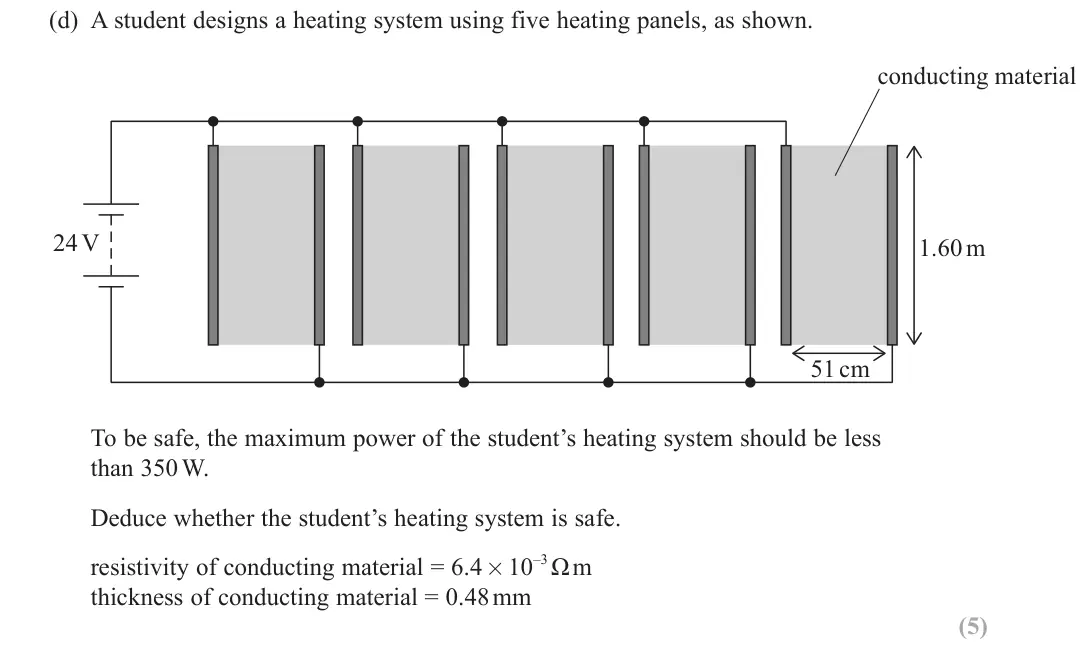 (d) A student designs a heating system using five heating panels, as shown.
conducting material
24 V
1.60 m
51 cm
To be safe, the maximum power of the student’s heating system should be less
than 350 W.
Deduce whether the student’s heating system is safe.
resistivity of conducting material = 6.4 × 10⁻³ Ω m
thickness of conducting material = 0.48 mm
(5)